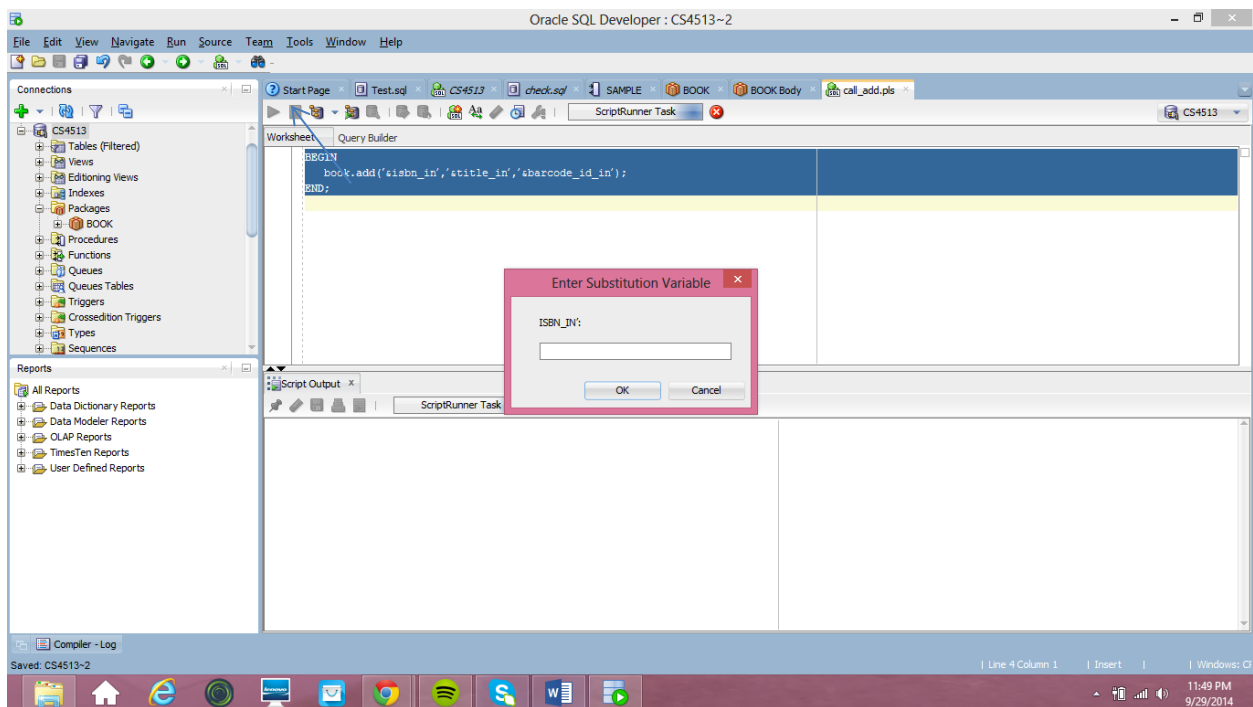 Oracle SQL Developer : CS4513~2
File Edit View Navigate Run Source Team Tools Window Help
Connections
CS4513
Tables (Filtered)
Views
Editioning Views
Indexes
Packages
BOOK
Procedures
Functions
Queues
Queues Tables
Triggers
Crossedition Triggers
Types
Sequences
Reports
All Reports
Data Dictionary Reports
Data Modeler Reports
OLAP Reports
TimesTen Reports
User Defined Reports
Start Page Test.sql CS4513 check.sql SAMPLE BOOK BOOK Body call_add.pls
ScriptRunner Task
CS4513
Worksheet Query Builder
BEGIN
book.add(‘&isbn_in’,’&title_in’,’&barcode_id_in’);
END;
Enter Substitution Variable
ISBN_IN’:
OK Cancel
Script Output
ScriptRunner Task
Compiler - Log
Saved: CS4513~2
Line 4 Column 1 Insert Windows:
lenovo
11:49 PM
9/29/2014